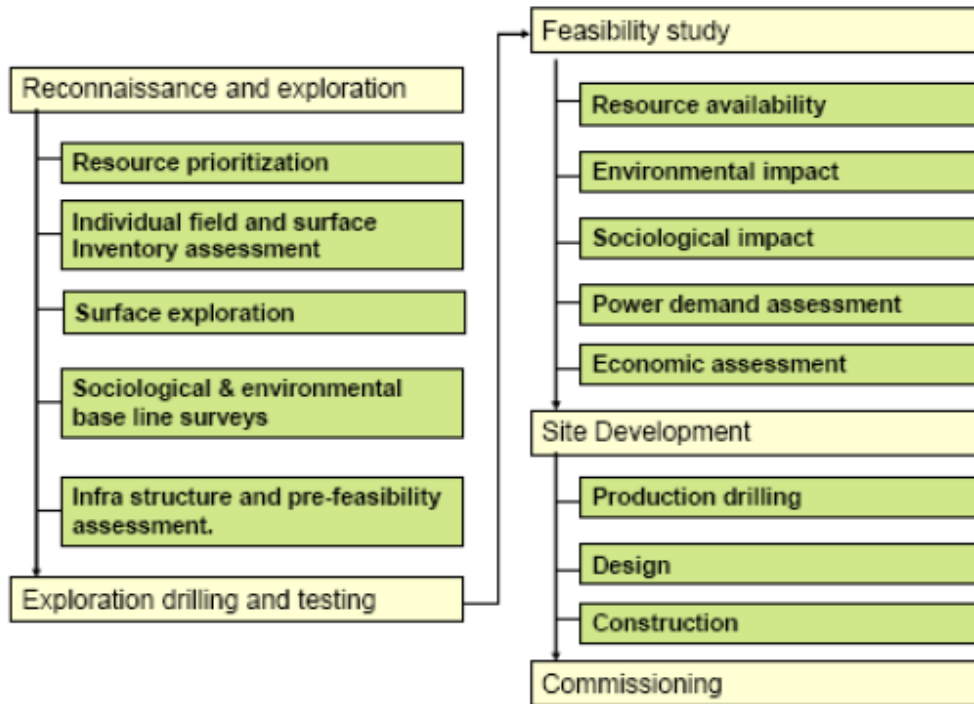 Reconnaissance and exploration
Resource prioritization
Individual field and surface
Inventory assessment
Surface exploration
Sociological & environmental
base line surveys
Infra structure and pre-feasibility
assessment.
Exploration drilling and testing
Feasibility study
Resource availability
Environmental impact
Sociological impact
Power demand assessment
Economic assessment
Site Development
Production drilling
Design
Construction
Commissioning